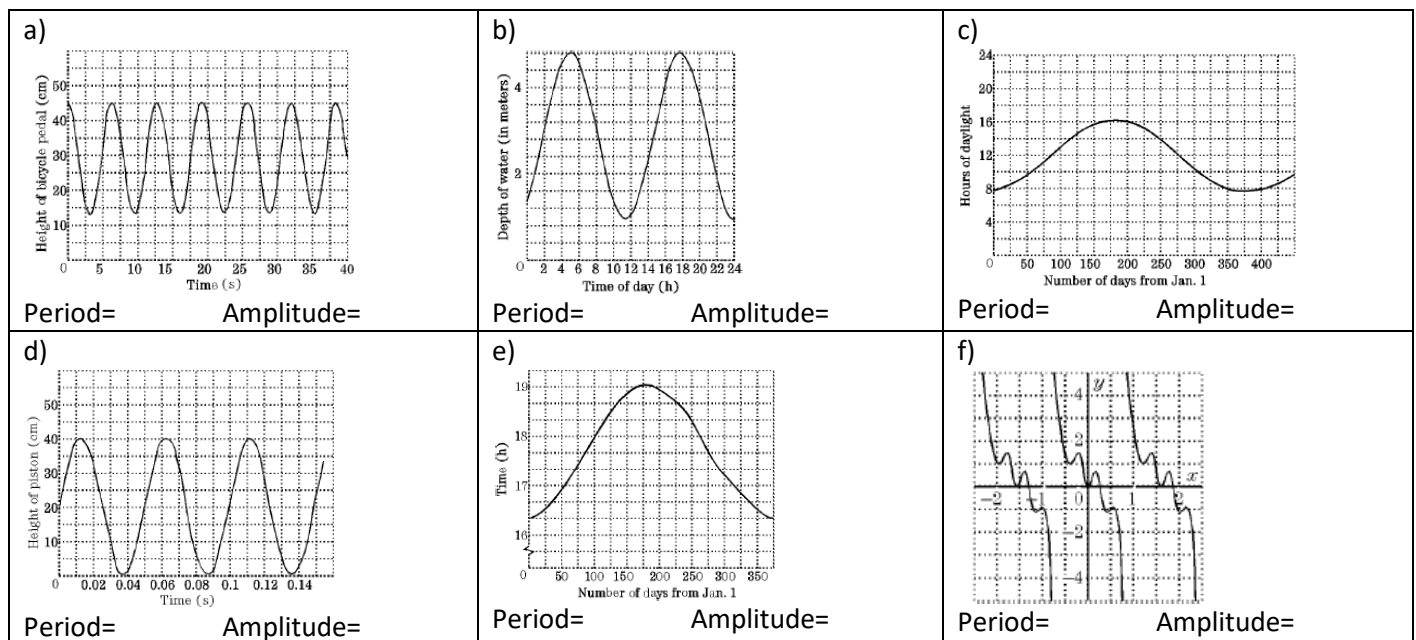 a)
Height of bicycle pedal (cm)
50
40
30
20
10
0 5 10 15 20 25 30 35 40
Time (s)
Period= Amplitude=
b)
Depth of water (in meters)
4
2
0 2 4 6 8 10 12 14 16 18 20 22 24
Time of day (h)
Period= Amplitude=
c)
Hours of daylight
24
20
16
12
8
4
0 50 100 150 200 250 300 350 400
Number of days from Jan. 1
Period= Amplitude=
d)
Height of piston (cm)
50
40
30
20
10
0 0.02 0.04 0.06 0.08 0.1 0.12 0.14
Time (s)
Period= Amplitude=
e)
Time (h)
19
18
17
16
0 50 100 150 200 250 300 350
Number of days from Jan. 1
Period= Amplitude=
f)
y
4
2
x
-2 -1 0 1 2
-2
-4
Period= Amplitude=